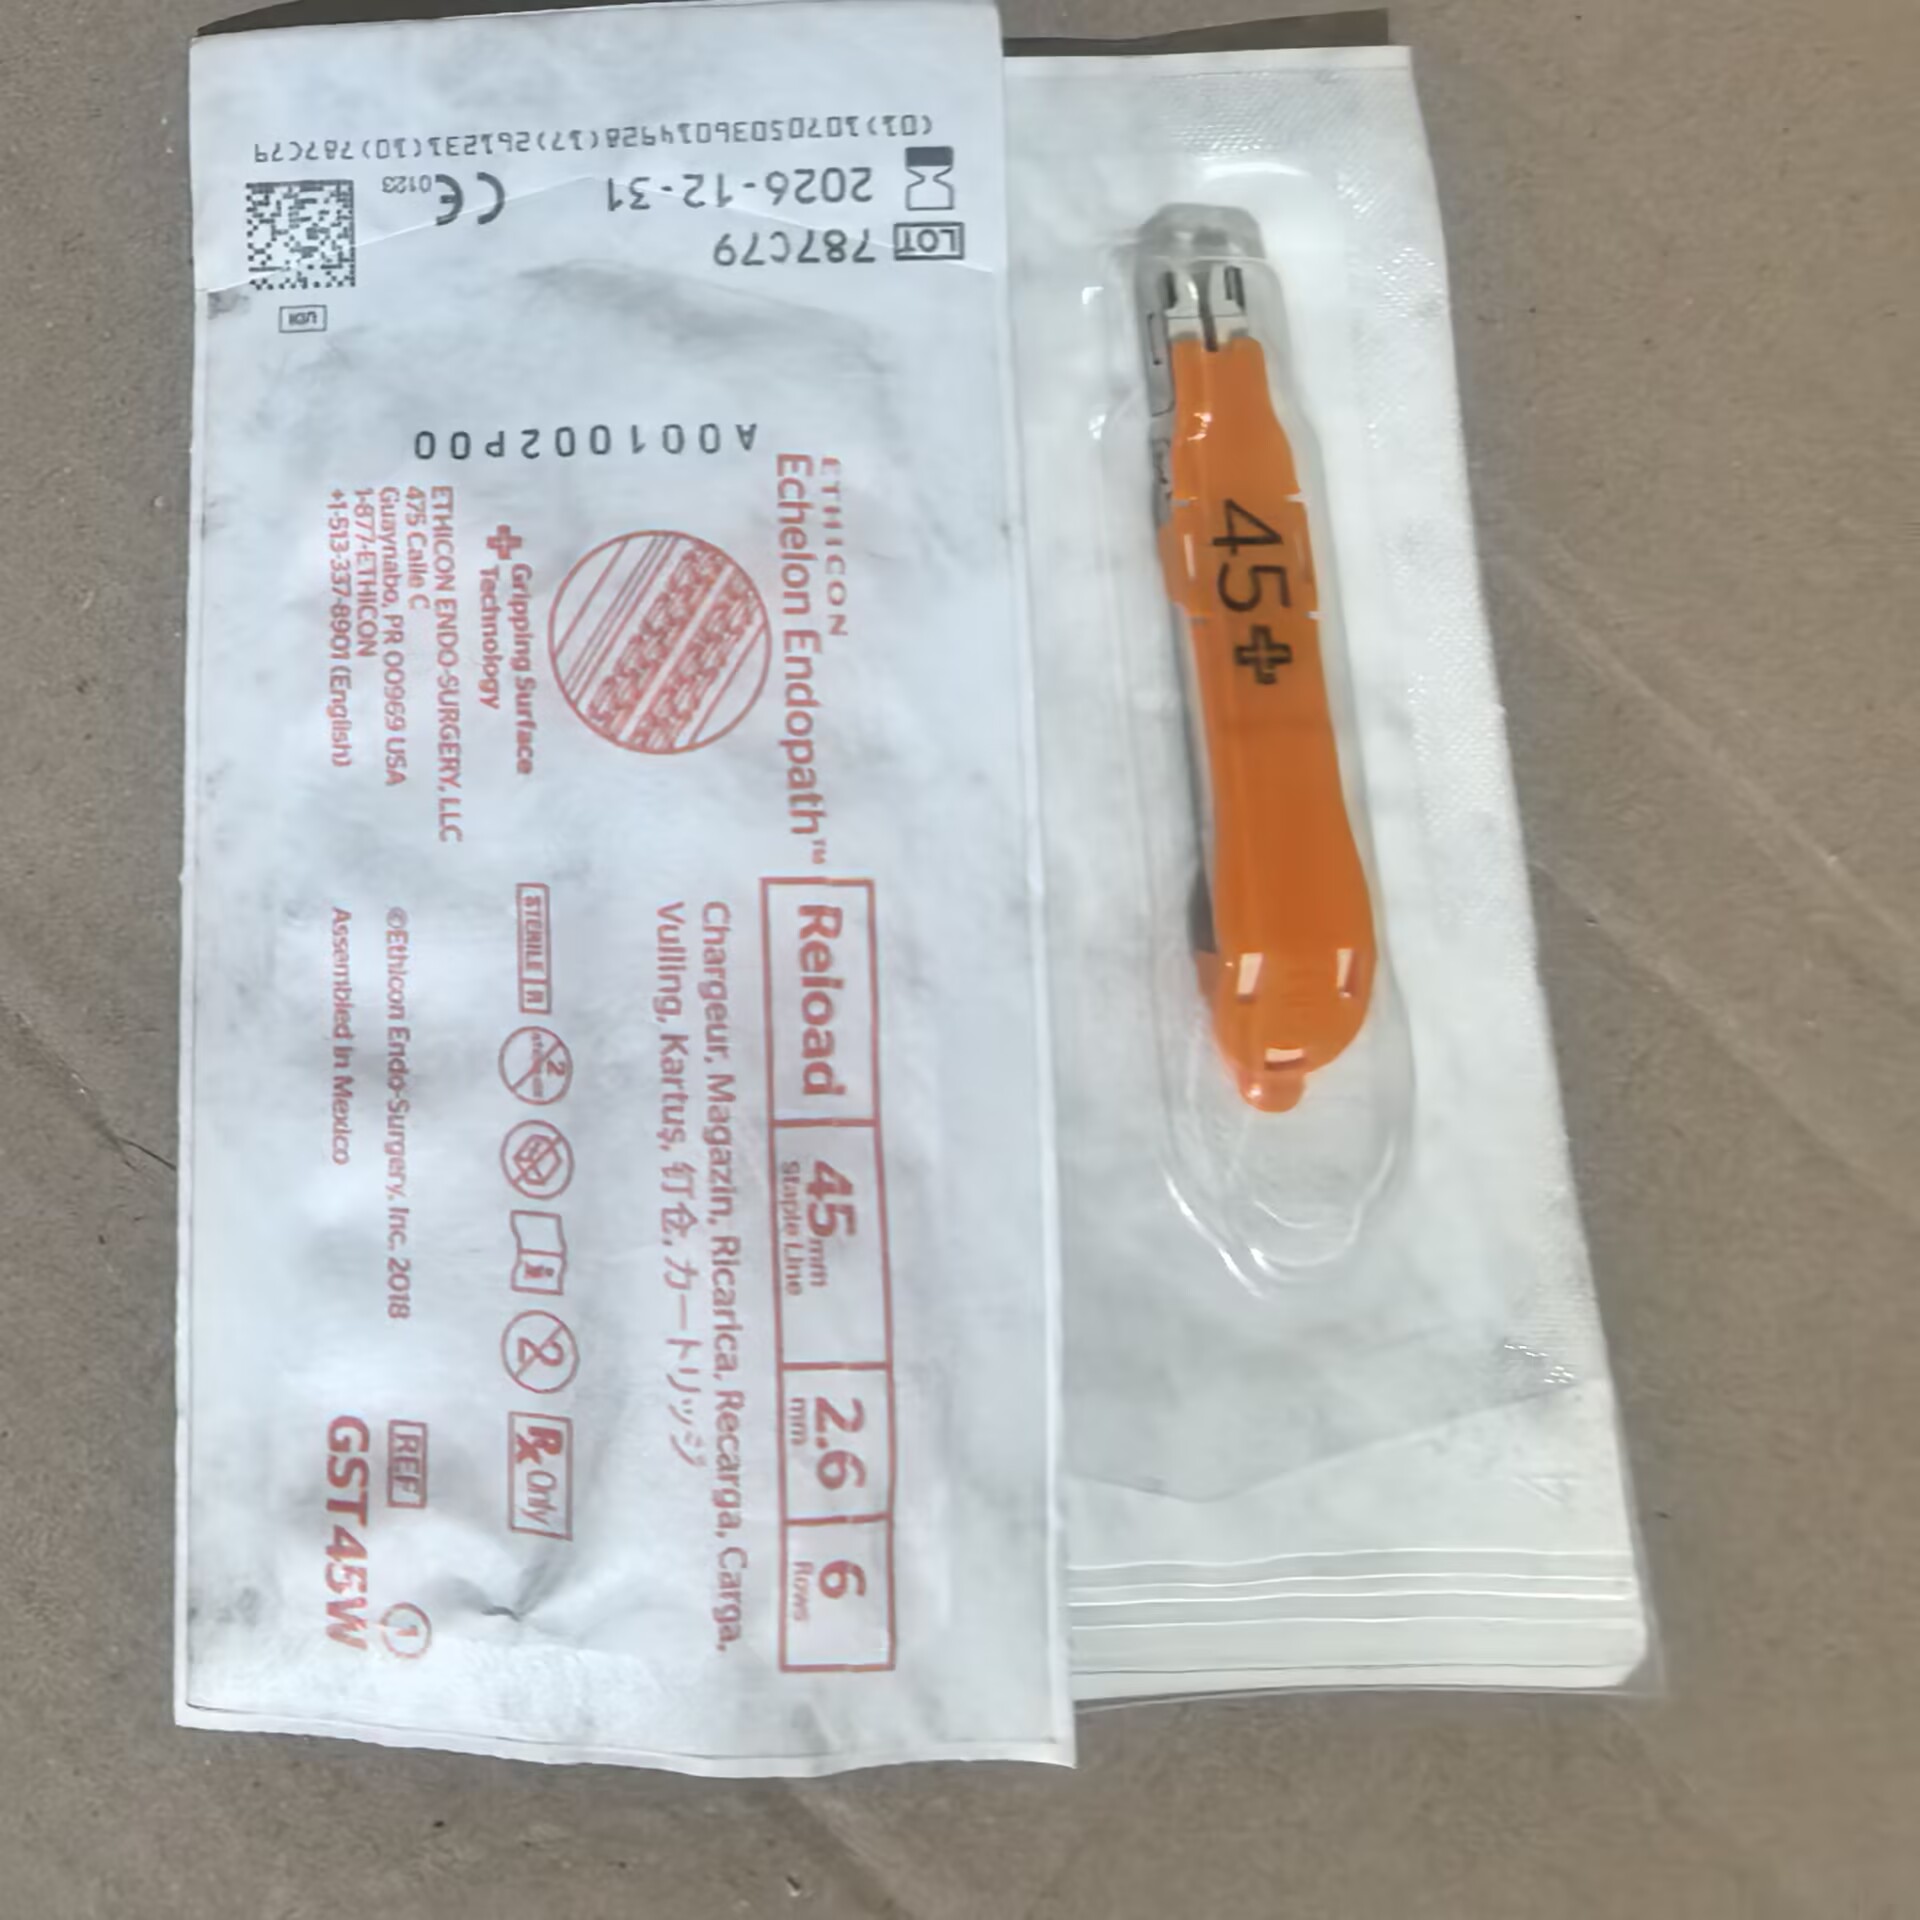 (01)10705036014928(17)261231(10)787C79
2026-12-31
CE 0123
LOT 787C79
UDI
A001002P00
ETHICON
Echelon Endopath™
Reload
45mm
Staple Line
2.6
mm
6
Rows
Chargeur, Magazin, Ricarica, Recarga, Carga,
Vulling, Kartuş, 钉仓, カートリッジ
Gripping Surface
Technology
STERILE R
2
i
2
Rx Only
ETHICON ENDO-SURGERY, LLC
475 Calle C
Guaynabo, PR 00969 USA
1-877-ETHICON
+1-513-337-8901 (English)
©Ethicon Endo-Surgery, Inc. 2018
Assembled in Mexico
REF
1
GST45W
45+